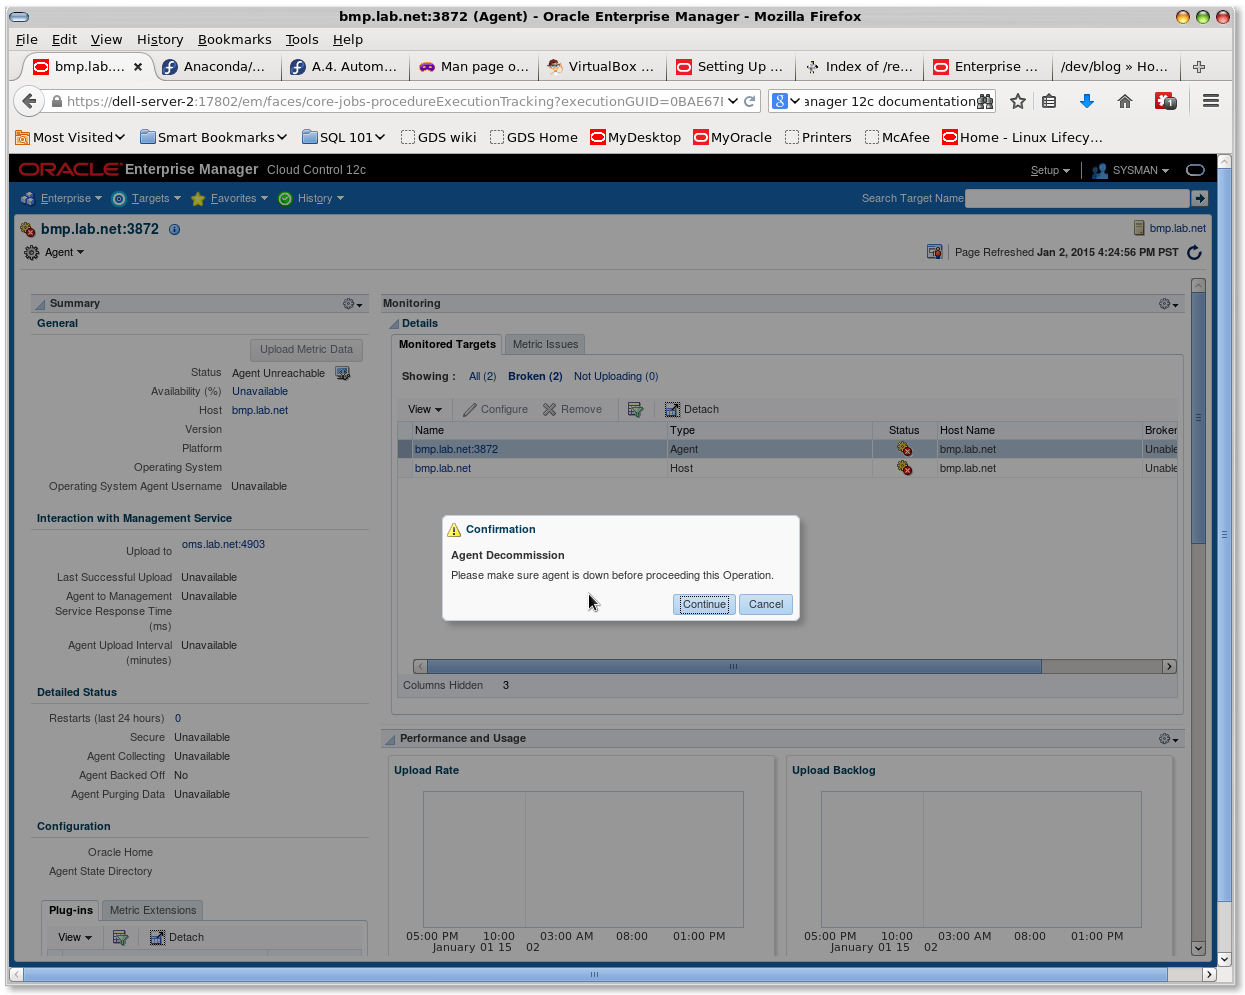 bmp.lab.net:3872 (Agent) - Oracle Enterprise Manager - Mozilla Firefox
File Edit View History Bookmarks Tools Help
bmp.lab.... Anaconda/... A.4. Autom... Man page o... VirtualBox ... Setting Up ... Index of /re... Enterprise ... /dev/blog » Ho...
https://dell-server-2:17802/em/faces/core-jobs-procedureExecutionTracking?executionGUID=0BAE67 anager 12c documentation
Most Visited Smart Bookmarks SQL 101 GDS wiki GDS Home MyDesktop MyOracle Printers McAfee Home - Linux Lifecy...
ORACLE Enterprise Manager Cloud Control 12c Setup SYSMAN
Enterprise Targets Favorites History Search Target Name
bmp.lab.net:3872 bmp.lab.net
Agent Page Refreshed Jan 2, 2015 4:24:56 PM PST
Summary
General
Upload Metric Data
Status Agent Unreachable
Availability (%) Unavailable
Host bmp.lab.net
Version
Platform
Operating System
Operating System Agent Username Unavailable
Interaction with Management Service
Upload to oms.lab.net:4903
Last Successful Upload Unavailable
Agent to Management Unavailable
Service Response Time
(ms)
Agent Upload Interval Unavailable
(minutes)
Detailed Status
Restarts (last 24 hours) 0
Secure Unavailable
Agent Collecting Unavailable
Agent Backed Off No
Agent Purging Data Unavailable
Configuration
Oracle Home
Agent State Directory
Plug-ins Metric Extensions
View Detach
Monitoring
Details
Monitored Targets Metric Issues
Showing : All (2) Broken (2) Not Uploading (0)
View Configure Remove Detach
Name Type Status Host Name Broken
bmp.lab.net:3872 Agent bmp.lab.net Unable
bmp.lab.net Host bmp.lab.net Unable
Confirmation
Agent Decommission
Please make sure agent is down before proceeding this Operation.
Continue Cancel
Columns Hidden 3
Performance and Usage
Upload Rate
05:00 PM 10:00 03:00 AM 08:00 01:00 PM
January 01 15 02
Upload Backlog
05:00 PM 10:00 03:00 AM 08:00 01:00 PM
January 01 15 02